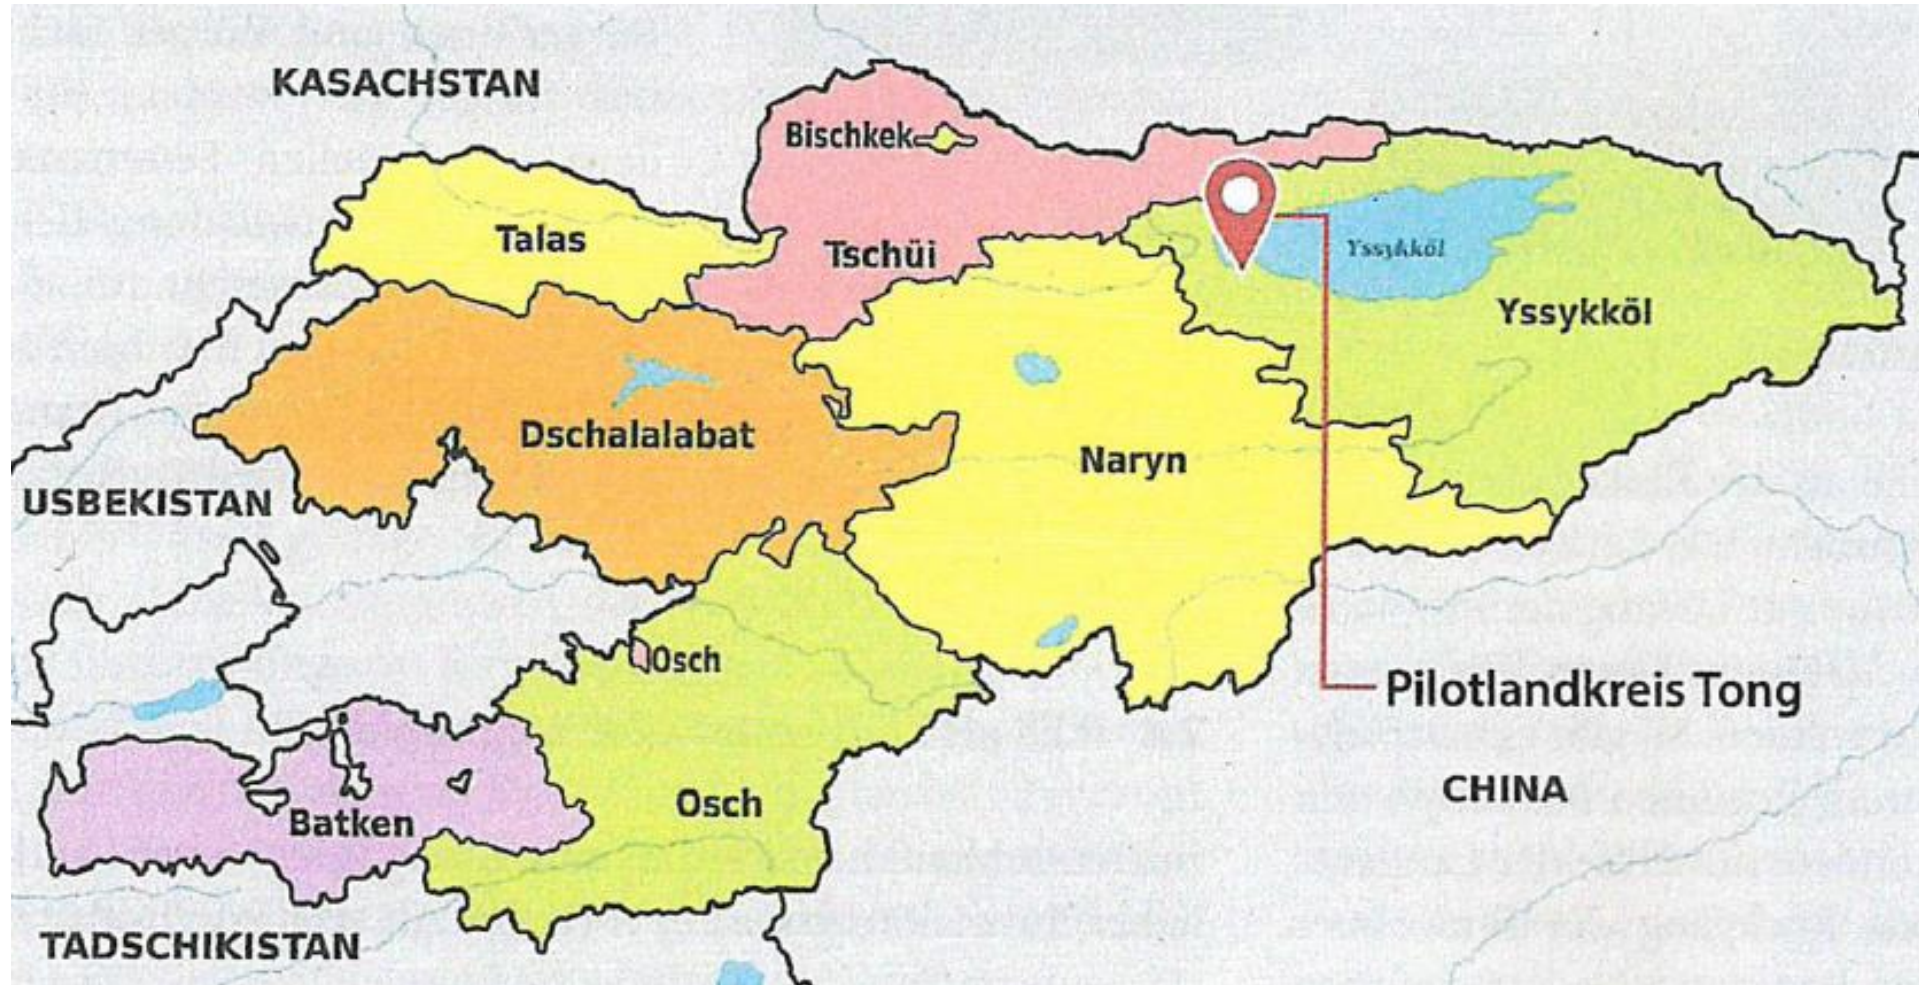 KASACHSTAN
Bischkek
Talas
Tschüi
Yssykköl
Yssykköl
Dschalalabat
Naryn
USBEKISTAN
Osch
Pilotlandkreis Tong
CHINA
Osch
Batken
TADSCHIKISTAN